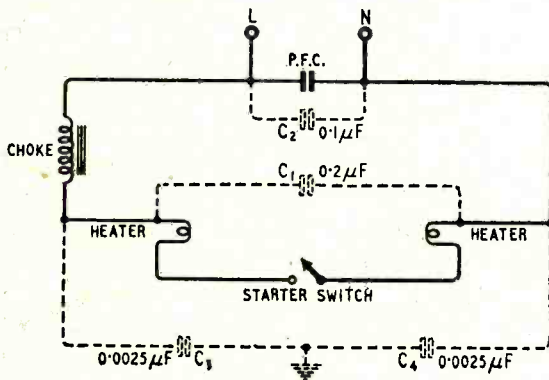 L N
P.F.C.
C2 0.1μF
CHOKE
C1 0.2μF
HEATER HEATER
STARTER SWITCH
0.0025μF C3 C4 0.0025μF